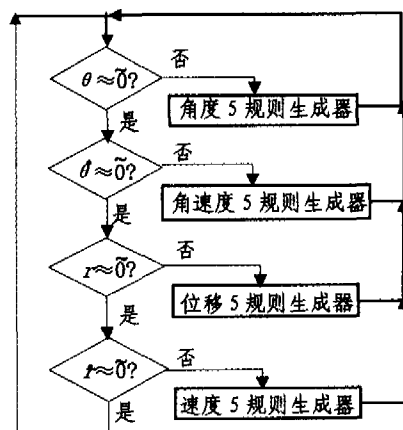 θ≈0̃?
否
角度 5 规则生成器
是
θ̇≈0̃?
否
角速度 5 规则生成器
是
r≈0̃?
否
位移 5 规则生成器
是
ṙ≈0̃?
否
速度 5 规则生成器
是